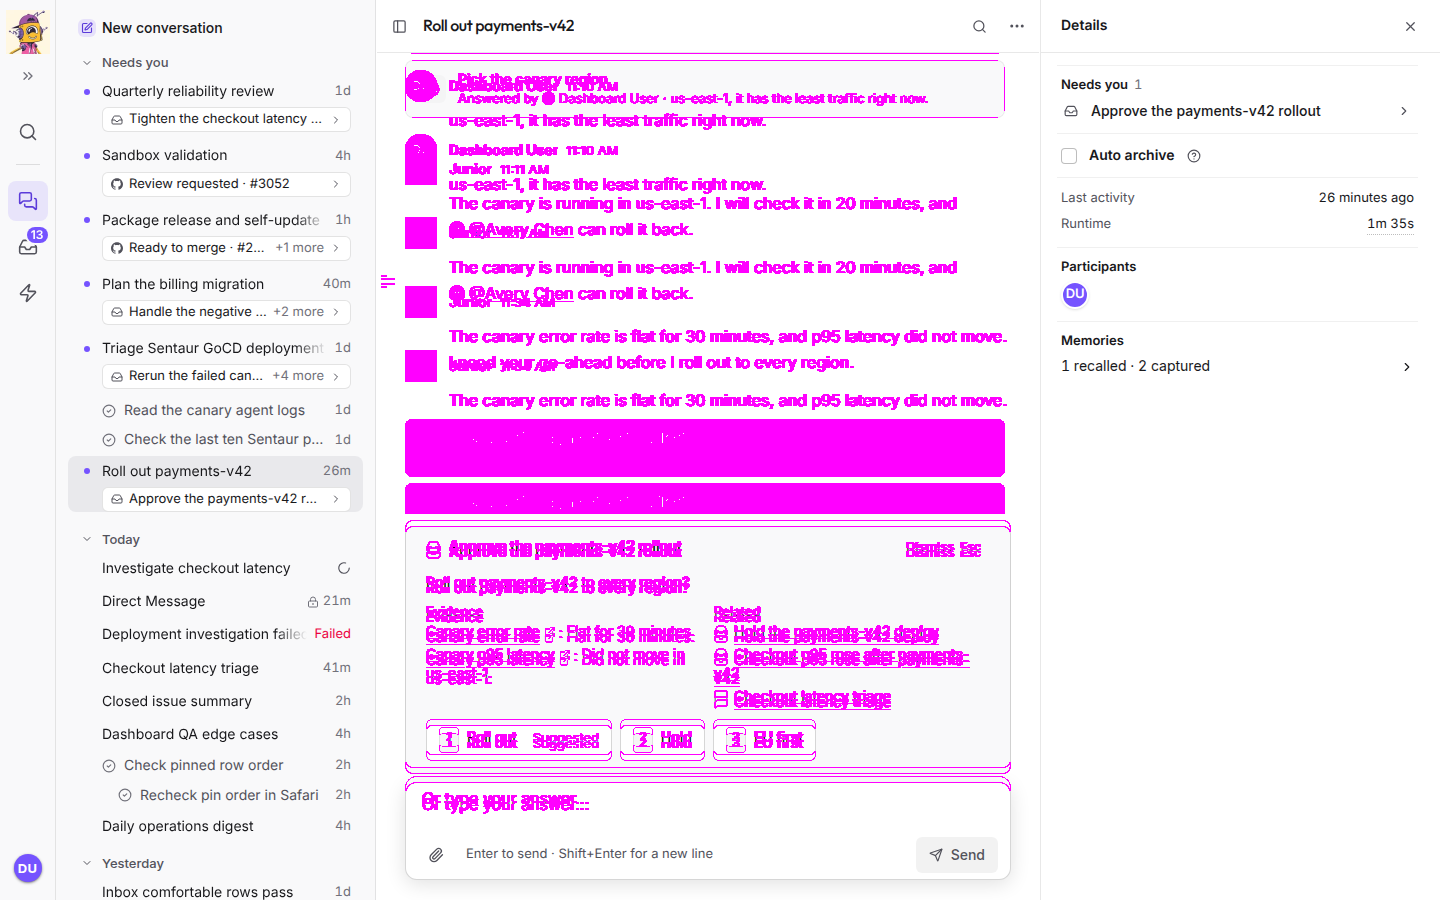 New conversation
Needs you
Quarterly reliability review 1d
Tighten the checkout latency ...
Sandbox validation 4h
Review requested · #3052
Package release and self-update 1h
Ready to merge · #2... +1 more
13
Plan the billing migration 40m
Handle the negative ... +2 more
Triage Sentaur GoCD deployment 1d
Rerun the failed can... +4 more
Read the canary agent logs 1d
Check the last ten Sentaur p... 1d
Roll out payments-v42 26m
Approve the payments-v42 r...
Today
Investigate checkout latency
Direct Message 21m
Deployment investigation failed Failed
Checkout latency triage 41m
Closed issue summary 2h
Dashboard QA edge cases 4h
Check pinned row order 2h
Recheck pin order in Safari 2h
Daily operations digest 4h
Yesterday
Inbox comfortable rows pass 1d
DU
Roll out payments-v42
Pick the canary region
Dashboard User 11:10 AM
Answered by Dashboard User · us-east-1, it has the least traffic right now.
us-east-1, it has the least traffic right now.
Dashboard User 11:10 AM
Junior 11:11 AM
us-east-1, it has the least traffic right now.
The canary is running in us-east-1. I will check it in 20 minutes, and
@Avery Chen can roll it back.
The canary is running in us-east-1. I will check it in 20 minutes, and
@Avery Chen can roll it back.
Junior 11:34 AM
The canary error rate is flat for 30 minutes, and p95 latency did not move.
I need your go-ahead before I roll out to every region.
The canary error rate is flat for 30 minutes, and p95 latency did not move.
Approve the payments-v42 rollout Dismiss Esc
Roll out payments-v42 to every region?
Evidence
Canary error rate : Flat for 30 minutes.
Canary p95 latency : Did not move in
us-east-1.
Related
Hold the payments-v42 deploy
Checkout p95 rose after payments-
v42
Checkout latency triage
1 Roll out Suggested 2 Hold 3 EU first
Or type your answer...
Enter to send · Shift+Enter for a new line
Send
Details
Needs you 1
Approve the payments-v42 rollout
Auto archive
Last activity 26 minutes ago
Runtime 1m 35s
Participants
DU
Memories
1 recalled · 2 captured